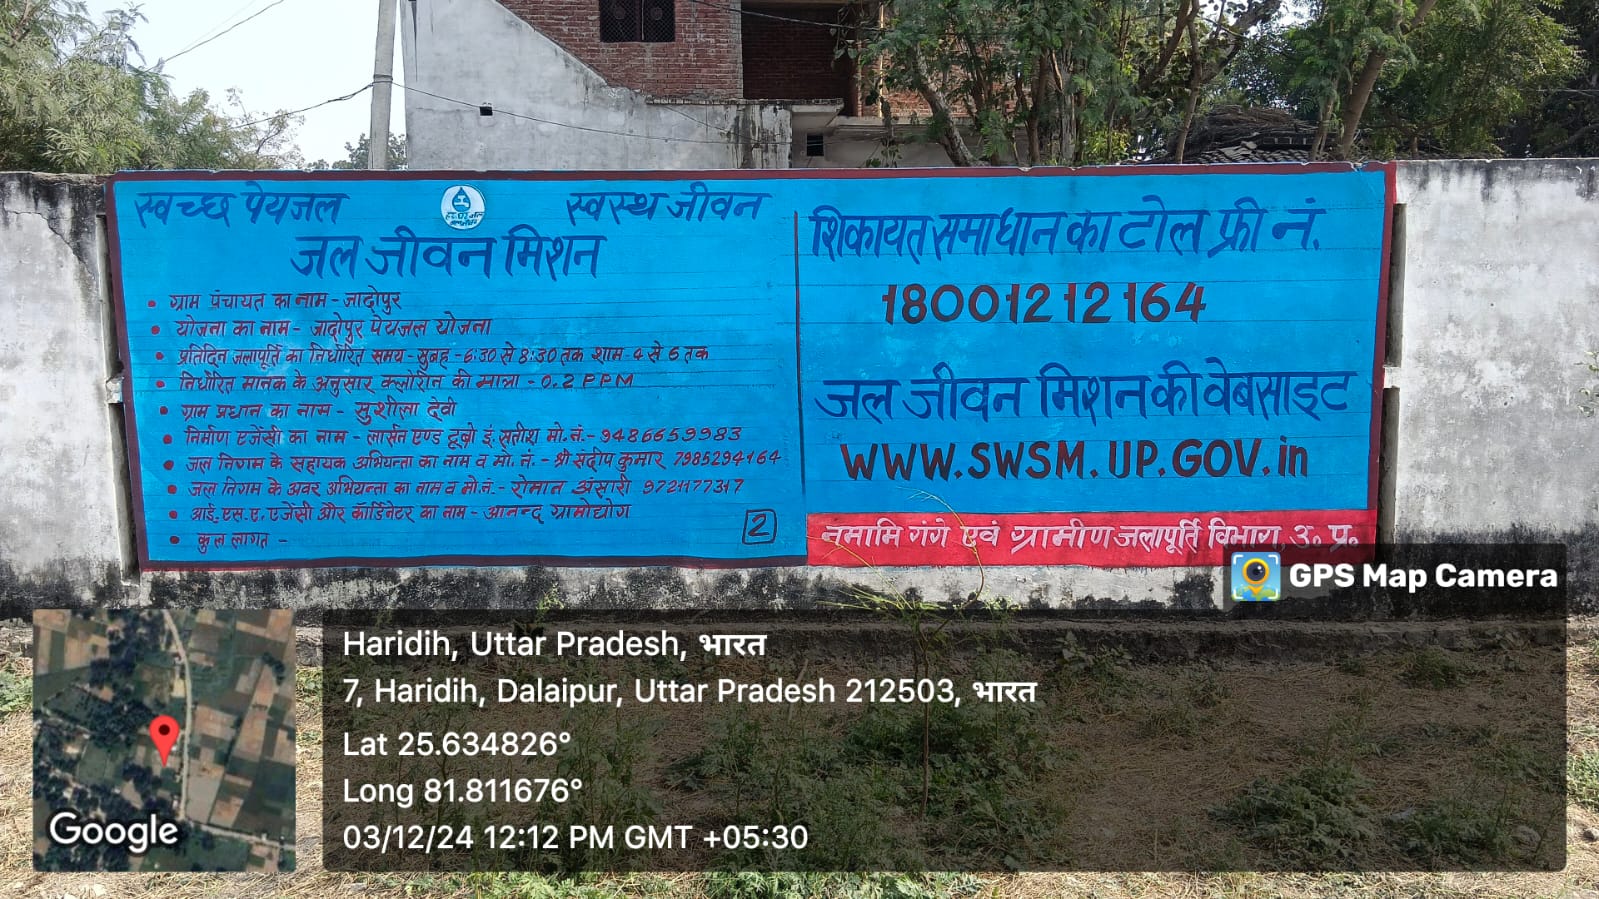 स्वच्छ पेयजल
स्वस्थ जीवन
जल जीवन मिशन
• ग्राम पंचायत का नाम - जादोपुर
• योजना का नाम - जादोपुर पेयजल योजना
• प्रतिदिन जलापूर्ति का निर्धारित समय - सुबह - 6:30 से 8:30 तक शाम - 4 से 6 तक
• निर्धारित मानक के अनुसार क्लोरीन की मात्रा - 0.2 PPM
• ग्राम प्रधान का नाम - सुशीला देवी
• निर्माण एजेंसी का नाम - लार्सन एण्ड टूब्रो इं. सतीश मो.नं.- 9486659983
• जल निगम के सहायक अभियन्ता का नाम व मो. नं. - श्री संदीप कुमार 7985294164
• जल निगम के अवर अभियन्ता का नाम व मो.नं.- रोमान अंसारी 9721177317
• आई.एस.ए. एजेंसी और कॉर्डिनेटर का नाम - आनन्द ग्रामोद्योग
• कुल लागत -
2
शिकायत समाधान का टोल फ्री नं.
18001212164
जल जीवन मिशन की वेबसाइट
WWW.SWSM.UP.GOV.in
नमामि गंगे एवं ग्रामीण जलापूर्ति विभाग, उ० प्र०
GPS Map Camera
Haridih, Uttar Pradesh, भारत
7, Haridih, Dalaipur, Uttar Pradesh 212503, भारत
Lat 25.634826°
Long 81.811676°
03/12/24 12:12 PM GMT +05:30
Google